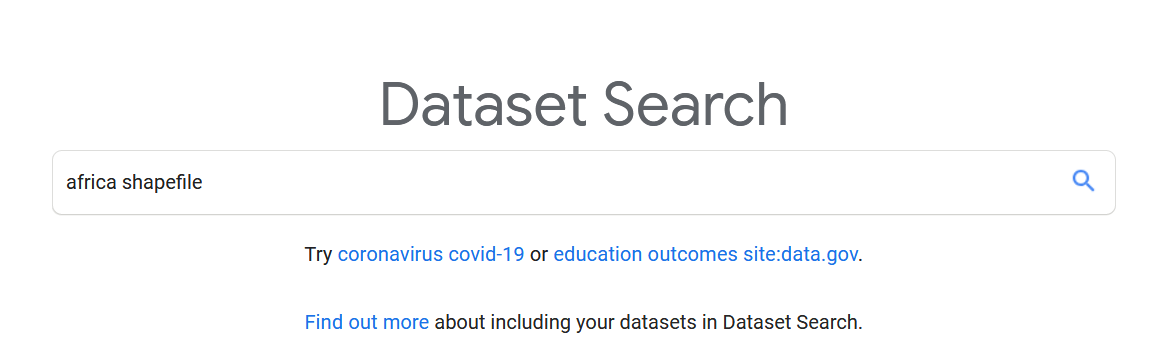 Dataset Search
africa shapefile
Try coronavirus covid-19 or education outcomes site:data.gov.
Find out more about including your datasets in Dataset Search.